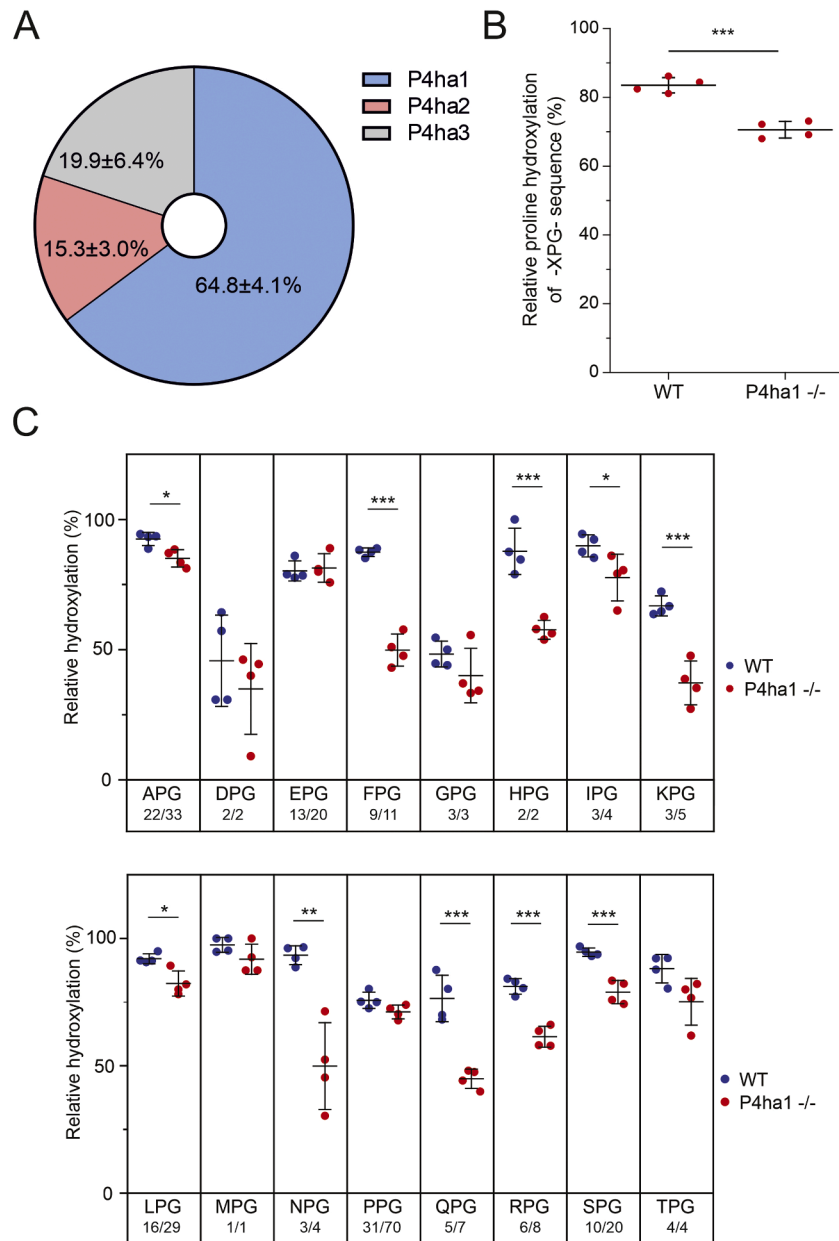 A
P4ha1
P4ha2
P4ha3
19.9±6.4%
15.3±3.0%
64.8±4.1%
B
Relative proline hydroxylation
of -XPG- sequence (%)
100
80
60
40
20
0
***
WT
P4ha1 -/-
C
Relative hydroxylation (%)
100
50
0
*
***
***
*
***
APG
DPG
EPG
FPG
GPG
HPG
IPG
KPG
22/33
2/2
13/20
9/11
3/3
2/2
3/4
3/5
WT
P4ha1 -/-
Relative hydroxylation (%)
100
50
0
*
**
***
***
***
LPG
MPG
NPG
PPG
QPG
RPG
SPG
TPG
16/29
1/1
3/4
31/70
5/7
6/8
10/20
4/4
WT
P4ha1 -/-